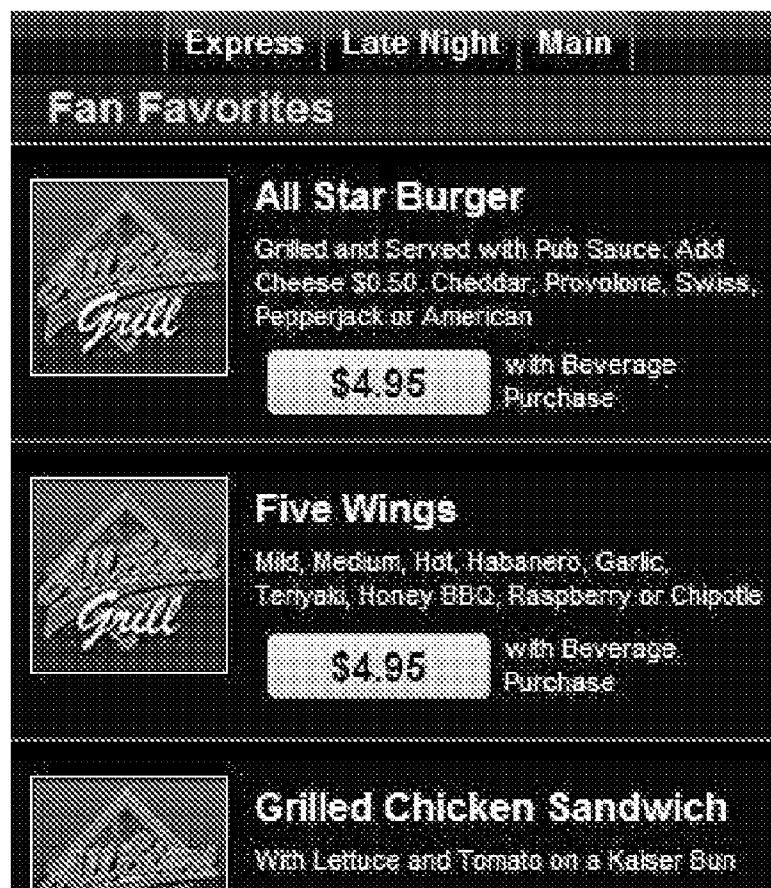 Express Late Night Main
Fan Favorites
All Star Burger
Grilled and Served with Pub Sauce. Add
Cheese $0.50. Cheddar, Provolone, Swiss,
Pepperjack or American
Grill
$4.95
with Beverage
Purchase
Five Wings
Mild, Medium, Hot, Habanero, Garlic,
Teriyaki, Honey BBQ, Raspberry or Chipotle
Grill
$4.95
with Beverage
Purchase
Grilled Chicken Sandwich
With Lettuce and Tomato on a Kaiser Bun